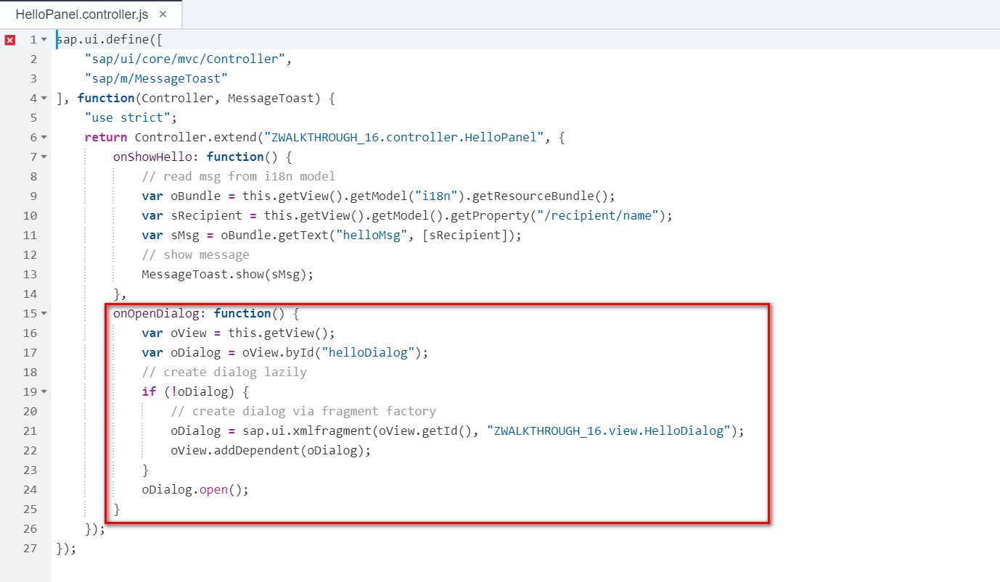 HelloPanel.controller.js ×
1 sap.ui.define([
2     "sap/ui/core/mvc/Controller",
3     "sap/m/MessageToast"
4 ], function(Controller, MessageToast) {
5     "use strict";
6     return Controller.extend("ZWALKTHROUGH_16.controller.HelloPanel", {
7         onShowHello: function() {
8             // read msg from i18n model
9             var oBundle = this.getView().getModel("i18n").getResourceBundle();
10             var sRecipient = this.getView().getModel().getProperty("/recipient/name");
11             var sMsg = oBundle.getText("helloMsg", [sRecipient]);
12             // show message
13             MessageToast.show(sMsg);
14         },
15         onOpenDialog: function() {
16             var oView = this.getView();
17             var oDialog = oView.byId("helloDialog");
18             // create dialog lazily
19             if (!oDialog) {
20                 // create dialog via fragment factory
21                 oDialog = sap.ui.xmlfragment(oView.getId(), "ZWALKTHROUGH_16.view.HelloDialog");
22                 oView.addDependent(oDialog);
23             }
24             oDialog.open();
25         }
26     });
27 });